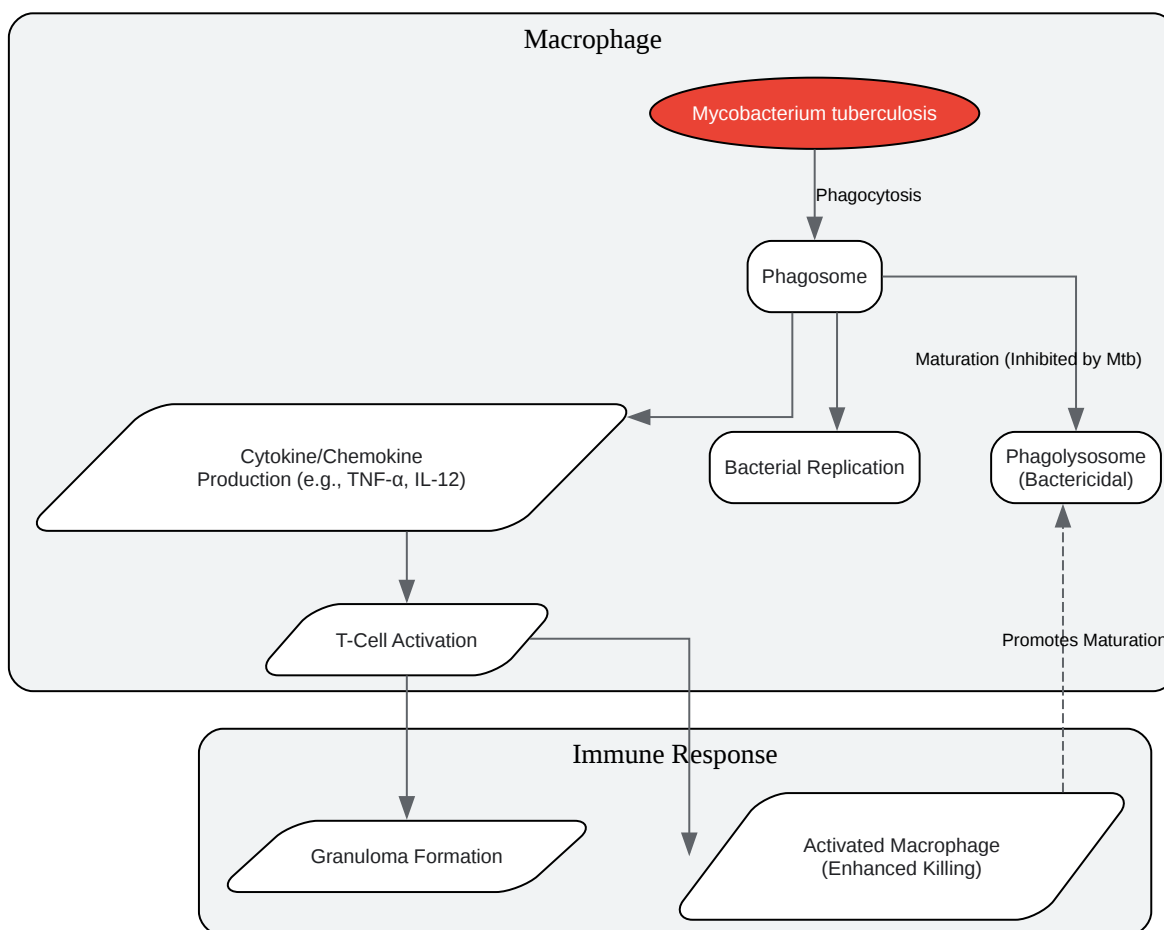 Macrophage
Mycobacterium tuberculosis
Phagocytosis
Phagosome
Maturation (Inhibited by Mtb)
Cytokine/Chemokine
Production (e.g., TNF-α, IL-12)
Bacterial Replication
Phagolysosome
(Bactericidal)
T-Cell Activation
Promotes Maturation
Immune Response
Granuloma Formation
Activated Macrophage
(Enhanced Killing)